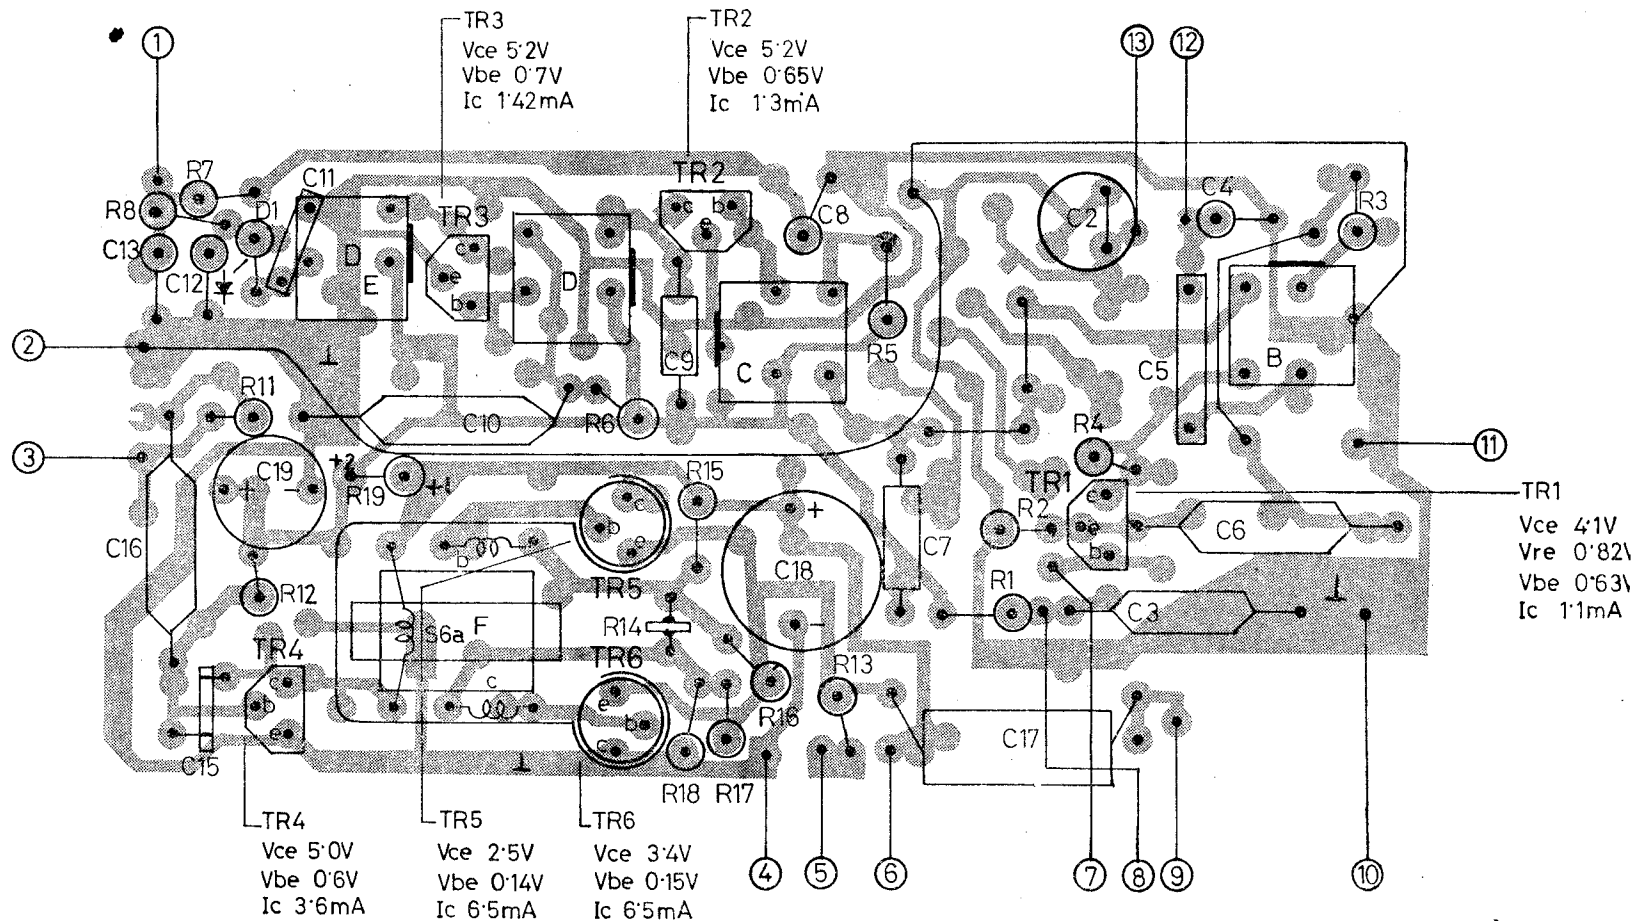 TR3
Vce 5·2V
Vbe 0·7V
Ic 1·42mA
TR2
Vce 5·2V
Vbe 0·65V
Ic 1·3mA
1
13
12
R7
C11
TR2
c b
e
R8
D1
TR3
c
e
b
C8
C2
C4
R3
C13
C12
D
E
D
2
C9
C
R5
C5
B
R11
C10
R6
R4
3
C19
+2
R19
+1
R15
TR1
11
+ -
c
b
e
+
c
e
b
R2
C6
TR1
Vce 4·1V
Vre 0·82V
Vbe 0·63V
Ic 1·1mA
C16
b
C18
C7
R12
TR5
R1
C3
R14
S6a
F
-
TR4
TR6
R13
c
b
e
c
e
b
c
R16
C17
C15
R18
R17
TR4
Vce 5·0V
Vbe 0·6V
Ic 3·6mA
TR5
Vce 2·5V
Vbe 0·14V
Ic 6·5mA
TR6
Vce 3·4V
Vbe 0·15V
Ic 6·5mA
4
5
6
7
8
9
10